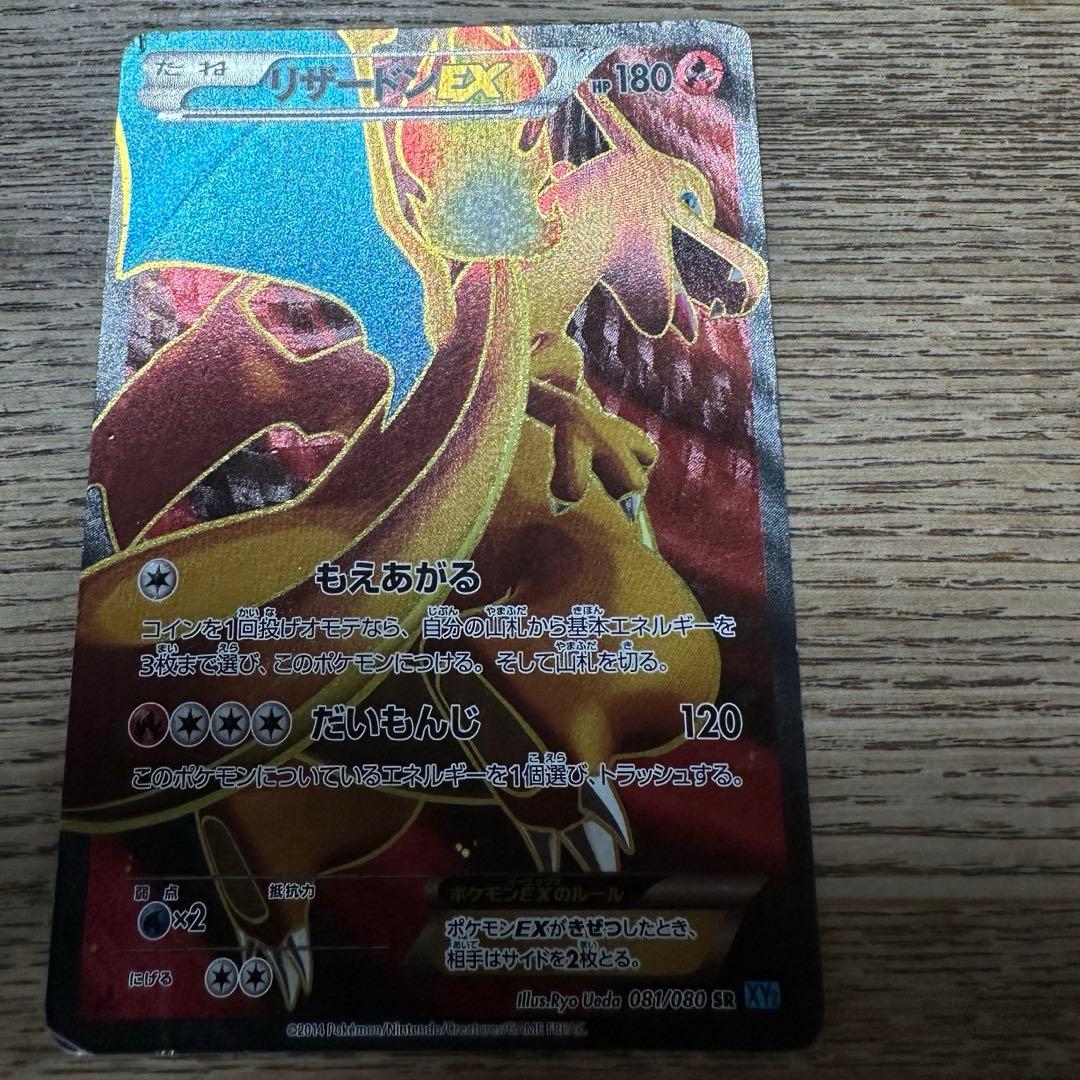 たね リザードンEX HP180
もえあがる
コインを1回投げオモテなら、自分の山札から基本エネルギーを
3枚まで選び、このポケモンにつける。そして山札を切る。
だいもんじ 120
このポケモンについているエネルギーを1個選び、トラッシュする。
弱点 抵抗力
×2
にげる
ポケモンEXのルール
ポケモンEXがきぜつしたとき、
相手はサイドを2枚とる。
Illus.Ryo Ueda 081/080 SR
©2014 Pokémon/Nintendo/Creatures/GAME FREAK.